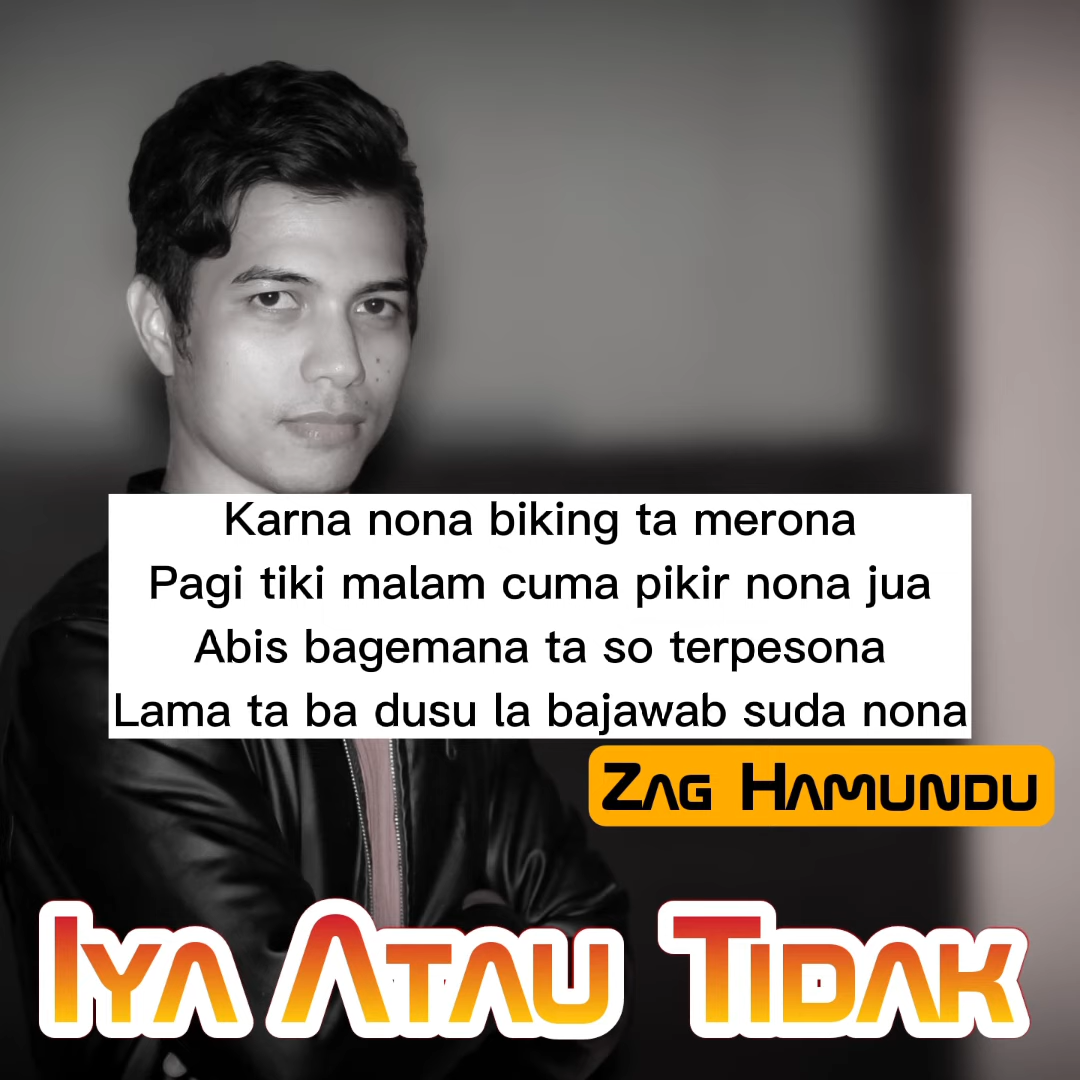 Karna nona biking ta merona
Pagi tiki malam cuma pikir nona jua
Abis bagemana ta so terpesona
Lama ta ba dusu la bajawab suda nona
Zag Hamundu
Iya Atau Tidak